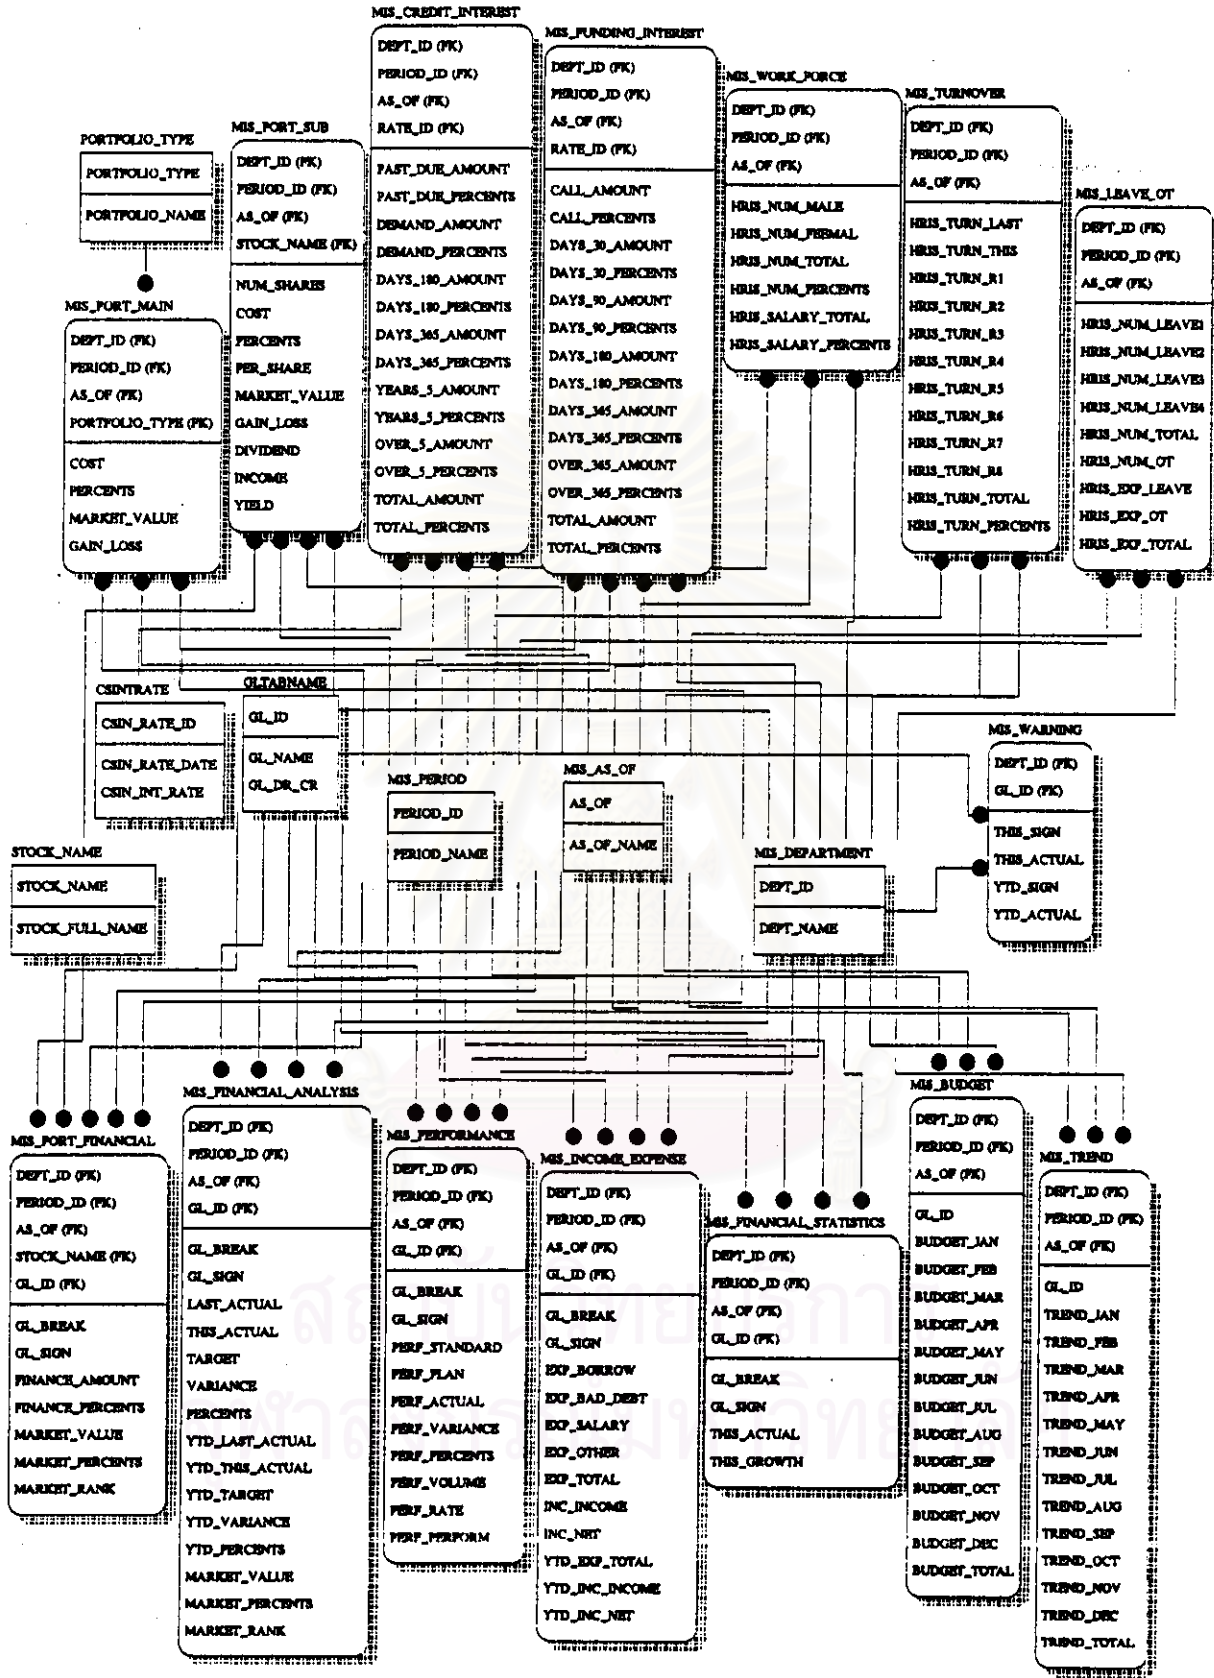 MIS_CREDIT_INTEREST
DEPT_ID (FK)
PERIOD_ID (FK)
AS_OF (FK)
RATE_ID (FK)
PAST_DUE_AMOUNT
PAST_DUE_PERCENTS
DEMAND_AMOUNT
DEMAND_PERCENTS
DAYS_180_AMOUNT
DAYS_180_PERCENTS
DAYS_365_AMOUNT
DAYS_365_PERCENTS
YEARS_5_AMOUNT
YEARS_5_PERCENTS
OVER_5_AMOUNT
OVER_5_PERCENTS
TOTAL_AMOUNT
TOTAL_PERCENTS
MIS_FUNDING_INTEREST
DEPT_ID (FK)
PERIOD_ID (FK)
AS_OF (FK)
RATE_ID (FK)
CALL_AMOUNT
CALL_PERCENTS
DAYS_30_AMOUNT
DAYS_30_PERCENTS
DAYS_90_AMOUNT
DAYS_90_PERCENTS
DAYS_180_AMOUNT
DAYS_180_PERCENTS
DAYS_365_AMOUNT
DAYS_365_PERCENTS
OVER_365_AMOUNT
OVER_365_PERCENTS
TOTAL_AMOUNT
TOTAL_PERCENTS
MIS_WORK_FORCE
DEPT_ID (FK)
PERIOD_ID (FK)
AS_OF (FK)
HRIS_NUM_MALE
HRIS_NUM_FEEMAL
HRIS_NUM_TOTAL
HRIS_NUM_PERCENTS
HRIS_SALARY_TOTAL
HRIS_SALARY_PERCENTS
MIS_TURNOVER
DEPT_ID (FK)
PERIOD_ID (FK)
AS_OF (FK)
HRIS_TURN_LAST
HRIS_TURN_THIS
HRIS_TURN_R1
HRIS_TURN_R2
HRIS_TURN_R3
HRIS_TURN_R4
HRIS_TURN_R5
HRIS_TURN_R6
HRIS_TURN_R7
HRIS_TURN_R8
HRIS_TURN_TOTAL
HRIS_TURN_PERCENTS
MIS_LEAVE_OT
DEPT_ID (FK)
PERIOD_ID (FK)
AS_OF (FK)
HRIS_NUM_LEAVE1
HRIS_NUM_LEAVE2
HRIS_NUM_LEAVE3
HRIS_NUM_LEAVE4
HRIS_NUM_TOTAL
HRIS_NUM_OT
HRIS_EXP_LEAVE
HRIS_EXP_OT
HRIS_EXP_TOTAL
PORTFOLIO_TYPE
PORTFOLIO_TYPE
PORTFOLIO_NAME
MIS_PORT_SUB
DEPT_ID (FK)
PERIOD_ID (FK)
AS_OF (FK)
STOCK_NAME (FK)
NUM_SHARES
COST
PERCENTS
PER_SHARE
MARKET_VALUE
GAIN_LOSS
DIVIDEND
INCOME
YIELD
MIS_PORT_MAIN
DEPT_ID (FK)
PERIOD_ID (FK)
AS_OF (FK)
PORTFOLIO_TYPE (FK)
COST
PERCENTS
MARKET_VALUE
GAIN_LOSS
CSINTRATE
CSIN_RATE_ID
CSIN_RATE_DATE
CSIN_INT_RATE
GLTABNAME
GL_ID
GL_NAME
GL_DR_CR
MIS_PERIOD
PERIOD_ID
PERIOD_NAME
MIS_AS_OF
AS_OF
AS_OF_NAME
MIS_WARNING
DEPT_ID (FK)
GL_ID (FK)
THIS_SIGN
THIS_ACTUAL
YTD_SIGN
YTD_ACTUAL
STOCK_NAME
STOCK_NAME
STOCK_FULL_NAME
MIS_DEPARTMENT
DEPT_ID
DEPT_NAME
MIS_PORT_FINANCIAL
DEPT_ID (FK)
PERIOD_ID (FK)
AS_OF (FK)
STOCK_NAME (FK)
GL_ID (FK)
GL_BREAK
GL_SIGN
FINANCE_AMOUNT
FINANCE_PERCENTS
MARKET_VALUE
MARKET_PERCENTS
MARKET_RANK
MIS_FINANCIAL_ANALYSIS
DEPT_ID (FK)
PERIOD_ID (FK)
AS_OF (FK)
GL_ID (FK)
GL_BREAK
GL_SIGN
LAST_ACTUAL
THIS_ACTUAL
TARGET
VARIANCE
PERCENTS
YTD_LAST_ACTUAL
YTD_THIS_ACTUAL
YTD_TARGET
YTD_VARIANCE
YTD_PERCENTS
MARKET_VALUE
MARKET_PERCENTS
MARKET_RANK
MIS_PERFORMANCE
DEPT_ID (FK)
PERIOD_ID (FK)
AS_OF (FK)
GL_ID (FK)
GL_BREAK
GL_SIGN
PERF_STANDARD
PERF_PLAN
PERF_ACTUAL
PERF_VARIANCE
PERF_PERCENTS
PERF_VOLUME
PERF_RATE
PERF_PERFORM
MIS_INCOME_EXPENSE
DEPT_ID (FK)
PERIOD_ID (FK)
AS_OF (FK)
GL_ID (FK)
GL_BREAK
GL_SIGN
EXP_BORROW
EXP_BAD_DEBT
EXP_SALARY
EXP_OTHER
EXP_TOTAL
INC_INCOME
INC_NET
YTD_EXP_TOTAL
YTD_INC_INCOME
YTD_INC_NET
MIS_FINANCIAL_STATISTICS
DEPT_ID (FK)
PERIOD_ID (FK)
AS_OF (FK)
GL_ID (FK)
GL_BREAK
GL_SIGN
THIS_ACTUAL
THIS_GROWTH
MIS_BUDGET
DEPT_ID (FK)
PERIOD_ID (FK)
AS_OF (FK)
GL_ID
BUDGET_JAN
BUDGET_FEB
BUDGET_MAR
BUDGET_APR
BUDGET_MAY
BUDGET_JUN
BUDGET_JUL
BUDGET_AUG
BUDGET_SEP
BUDGET_OCT
BUDGET_NOV
BUDGET_DEC
BUDGET_TOTAL
MIS_TREND
DEPT_ID (FK)
PERIOD_ID (FK)
AS_OF (FK)
GL_ID
TREND_JAN
TREND_FEB
TREND_MAR
TREND_APR
TREND_MAY
TREND_JUN
TREND_JUL
TREND_AUG
TREND_SEP
TREND_OCT
TREND_NOV
TREND_DEC
TREND_TOTAL